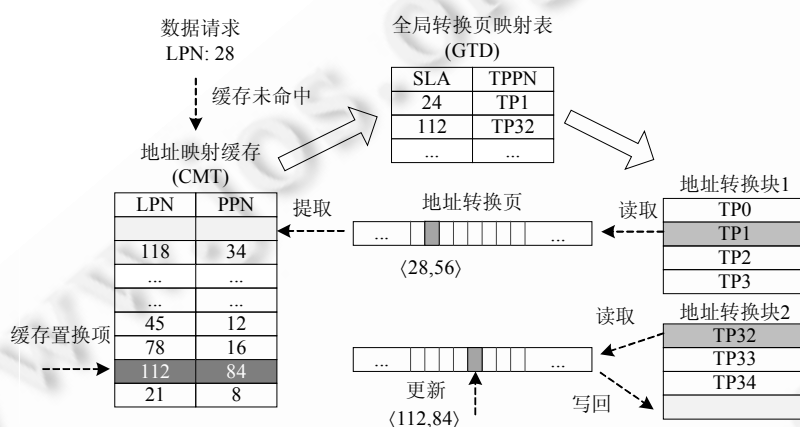 数据请求
LPN: 28
缓存未命中
全局转换页映射表
(GTD)
SLA TPPN
24 TP1
112 TP32
... ...
地址映射缓存
(CMT)
LPN PPN
118 34
... ...
... ...
45 12
78 16
112 84
21 8
缓存置换项
提取
地址转换页
... ...
〈28,56〉
读取
地址转换块1
TP0
TP1
TP2
TP3
地址转换块2
TP32
TP33
TP34
读取
... ...
更新
〈112,84〉
写回